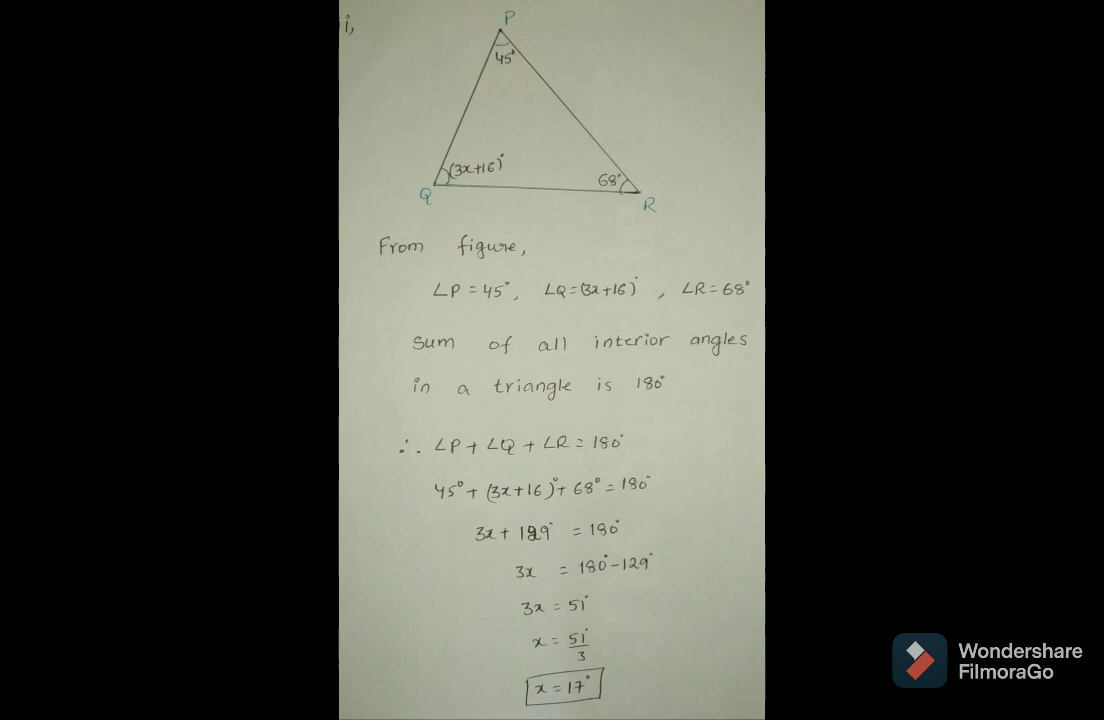 i,
P
45°
(3x+16)°
68°
Q
R
From figure,
∠P = 45°, ∠Q = (3x+16)°, ∠R = 68°
Sum of all interior angles
in a triangle is 180°
∴ ∠P + ∠Q + ∠R = 180°
45° + (3x+16)° + 68° = 180°
3x + 129° = 180°
3x = 180° - 129°
3x = 51°
x = 51°/3
x = 17°
Wondershare
FilmoraGo